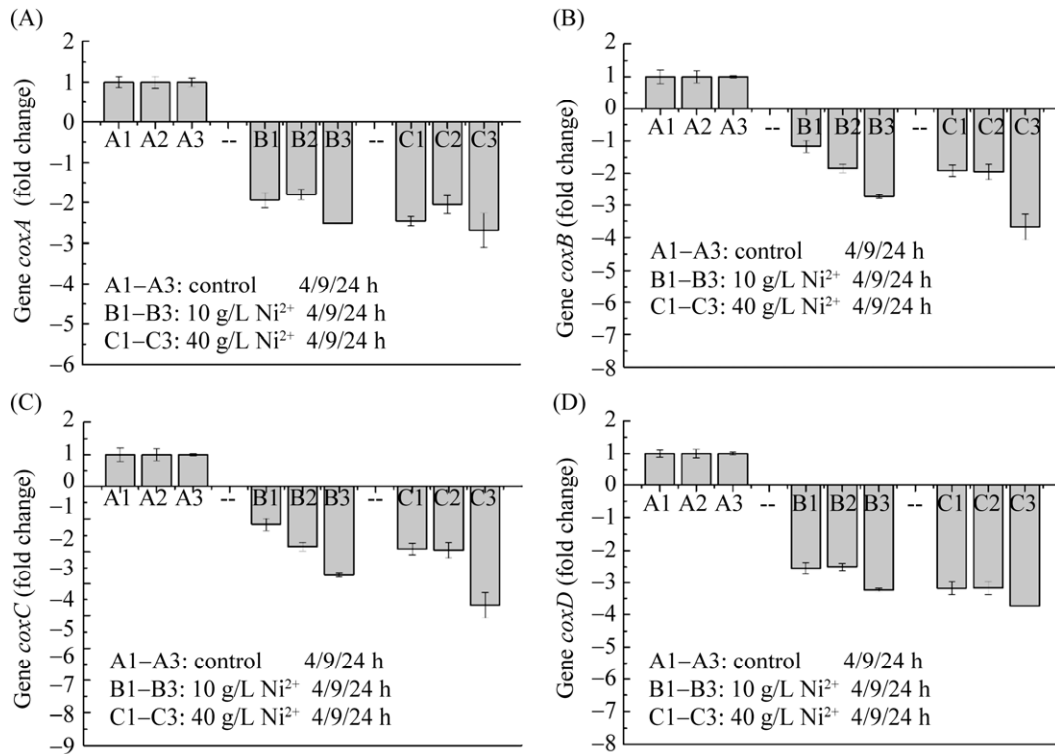 (A)
2
1
0
−1
−2
−3
−4
−5
−6
Gene coxA (fold change)
A1 A2 A3 -- B1 B2 B3 -- C1 C2 C3
A1–A3: control 4/9/24 h
B1–B3: 10 g/L Ni²⁺ 4/9/24 h
C1–C3: 40 g/L Ni²⁺ 4/9/24 h
(B)
2
1
0
−1
−2
−3
−4
−5
−6
−7
−8
Gene coxB (fold change)
A1 A2 A3 -- B1 B2 B3 -- C1 C2 C3
A1–A3: control 4/9/24 h
B1–B3: 10 g/L Ni²⁺ 4/9/24 h
C1–C3: 40 g/L Ni²⁺ 4/9/24 h
(C)
2
1
0
−1
−2
−3
−4
−5
−6
−7
−8
−9
Gene coxC (fold change)
A1 A2 A3 -- B1 B2 B3 -- C1 C2 C3
A1–A3: control 4/9/24 h
B1–B3: 10 g/L Ni²⁺ 4/9/24 h
C1–C3: 40 g/L Ni²⁺ 4/9/24 h
(D)
2
1
0
−1
−2
−3
−4
−5
−6
−7
−8
Gene coxD (fold change)
A1 A2 A3 -- B1 B2 B3 -- C1 C2 C3
A1–A3: control 4/9/24 h
B1–B3: 10 g/L Ni²⁺ 4/9/24 h
C1–C3: 40 g/L Ni²⁺ 4/9/24 h